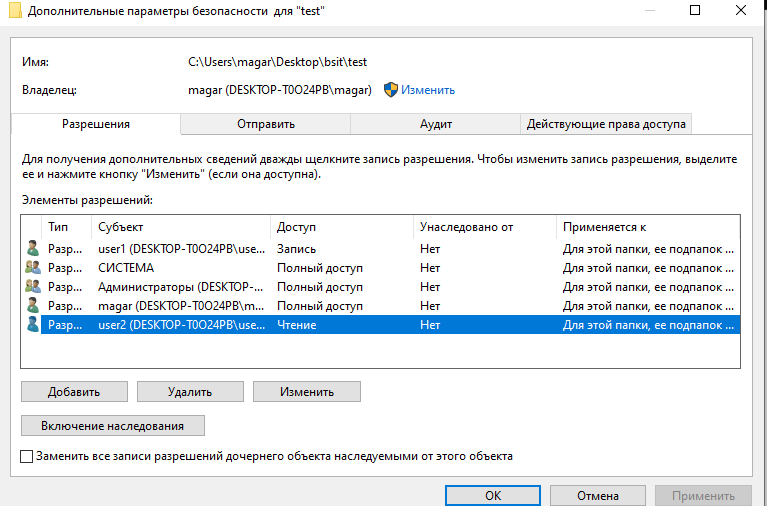 Дополнительные параметры безопасности для "test"
Имя: C:\Users\magar\Desktop\bsit\test
Владелец: magar (DESKTOP-T0O24PB\magar) Изменить
Разрешения Отправить Аудит Действующие права доступа
Для получения дополнительных сведений дважды щелкните запись разрешения. Чтобы изменить запись разрешения, выделите
ее и нажмите кнопку "Изменить" (если она доступна).
Элементы разрешений:
Тип Субъект Доступ Унаследовано от Применяется к
Разр... user1 (DESKTOP-T0O24PB\use... Запись Нет Для этой папки, ее подпапок ...
Разр... СИСТЕМА Полный доступ Нет Для этой папки, ее подпапок ...
Разр... Администраторы (DESKTOP-... Полный доступ Нет Для этой папки, ее подпапок ...
Разр... magar (DESKTOP-T0O24PB\m... Полный доступ Нет Для этой папки, ее подпапок ...
Разр... user2 (DESKTOP-T0O24PB\use... Чтение Нет Для этой папки, ее подпапок ...
Добавить Удалить Изменить
Включение наследования
Заменить все записи разрешений дочернего объекта наследуемыми от этого объекта
ОК Отмена Применить